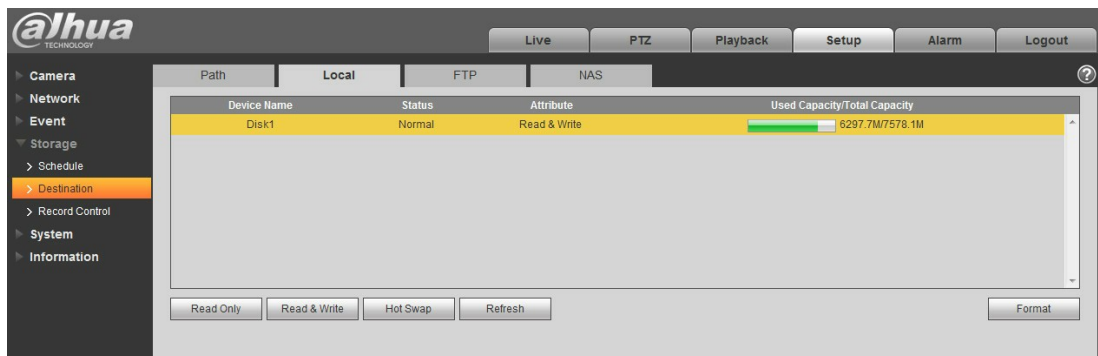 alhua
TECHNOLOGY
Live PTZ Playback Setup Alarm Logout
Camera
Network
Event
Storage
> Schedule
> Destination
> Record Control
System
Information
Path Local FTP NAS ?
Device Name Status Attribute Used Capacity/Total Capacity
Disk1 Normal Read & Write 6297.7M/7578.1M
Read Only Read & Write Hot Swap Refresh Format